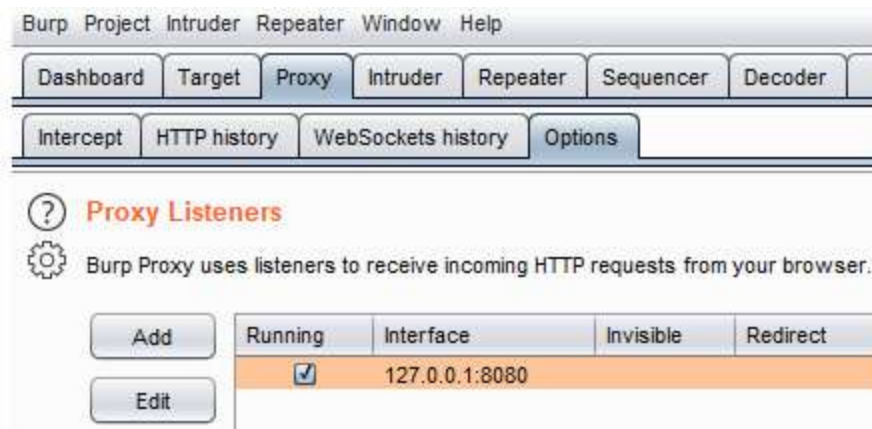 Burp Project Intruder Repeater Window Help
Dashboard Target Proxy Intruder Repeater Sequencer Decoder
Intercept HTTP history WebSockets history Options
? Proxy Listeners
Burp Proxy uses listeners to receive incoming HTTP requests from your browser.
Add Running Interface Invisible Redirect
127.0.0.1:8080
Edit